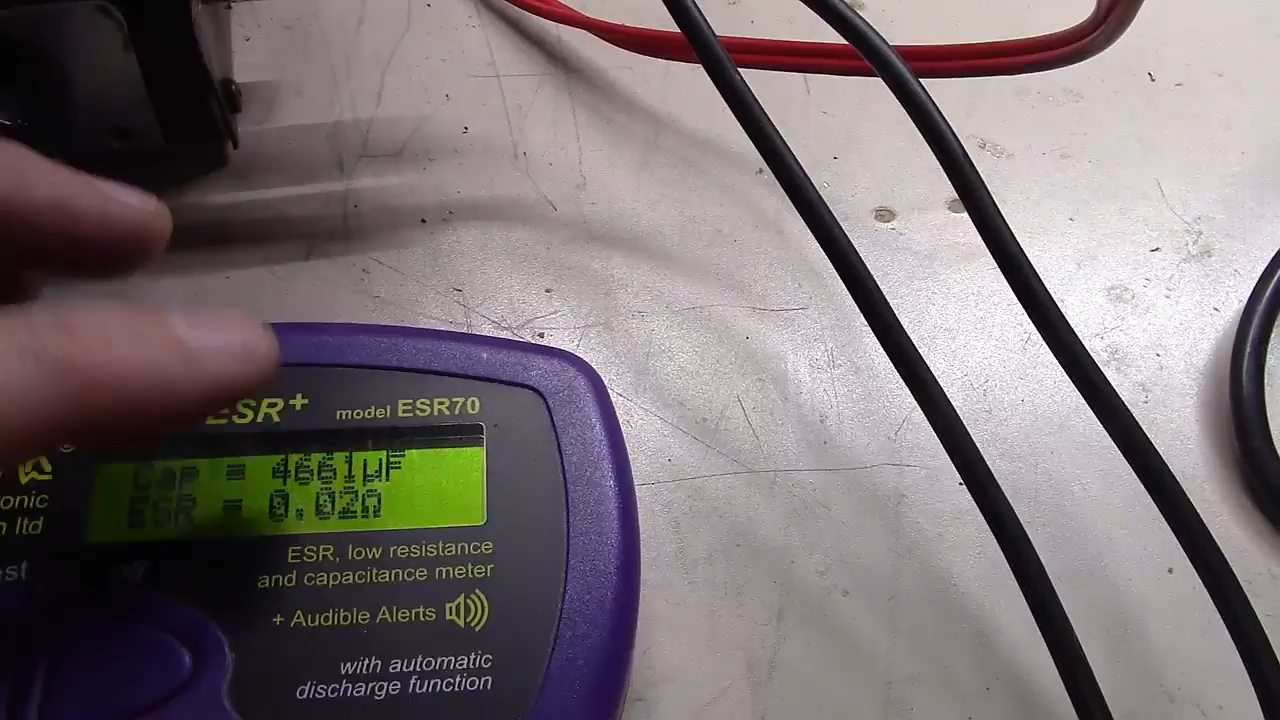 ESR+ model ESR70
®
Cap = 4661µF
ESR = 0.02Ω
ESR, low resistance
and capacitance meter
+ Audible Alerts
with automatic
discharge function